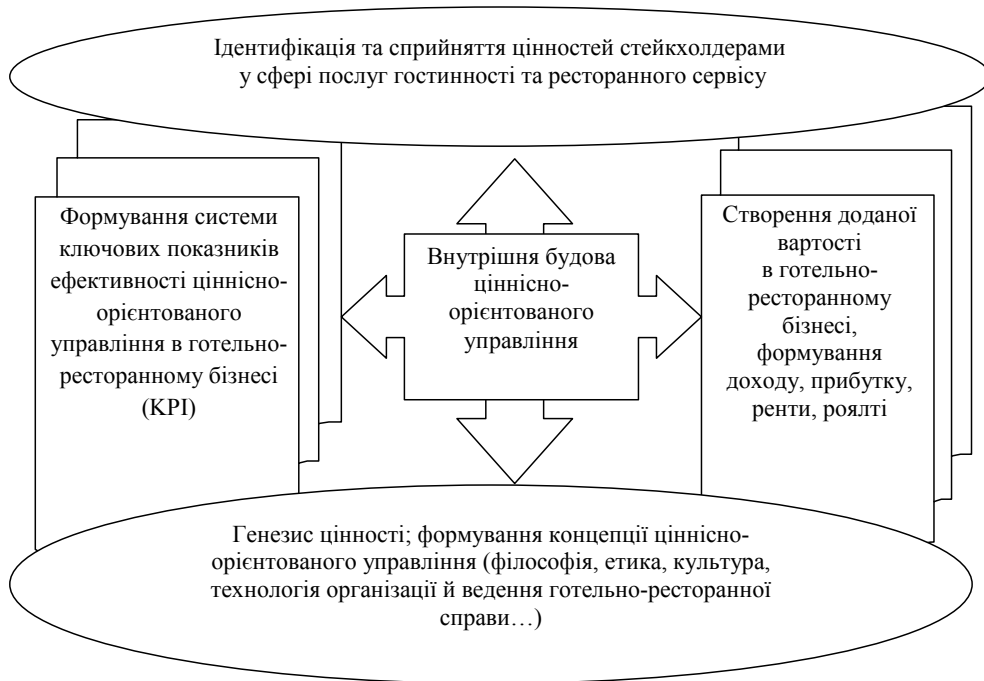 Ідентифікація та сприйняття цінностей стейкхолдерами
у сфері послуг гостинності та ресторанного сервісу
Формування системи
ключових показників
ефективності ціннісно-
орієнтованого
управління в готельно-
ресторанному бізнесі
(KPI)
Внутрішня будова
ціннісно-
орієнтованого
управління
Створення доданої
вартості
в готельно-
ресторанному
бізнесі,
формування
доходу, прибутку,
ренти, роялті
Генезис цінності; формування концепції ціннісно-
орієнтованого управління (філософія, етика, культура,
технологія організації й ведення готельно-ресторанної
справи…)